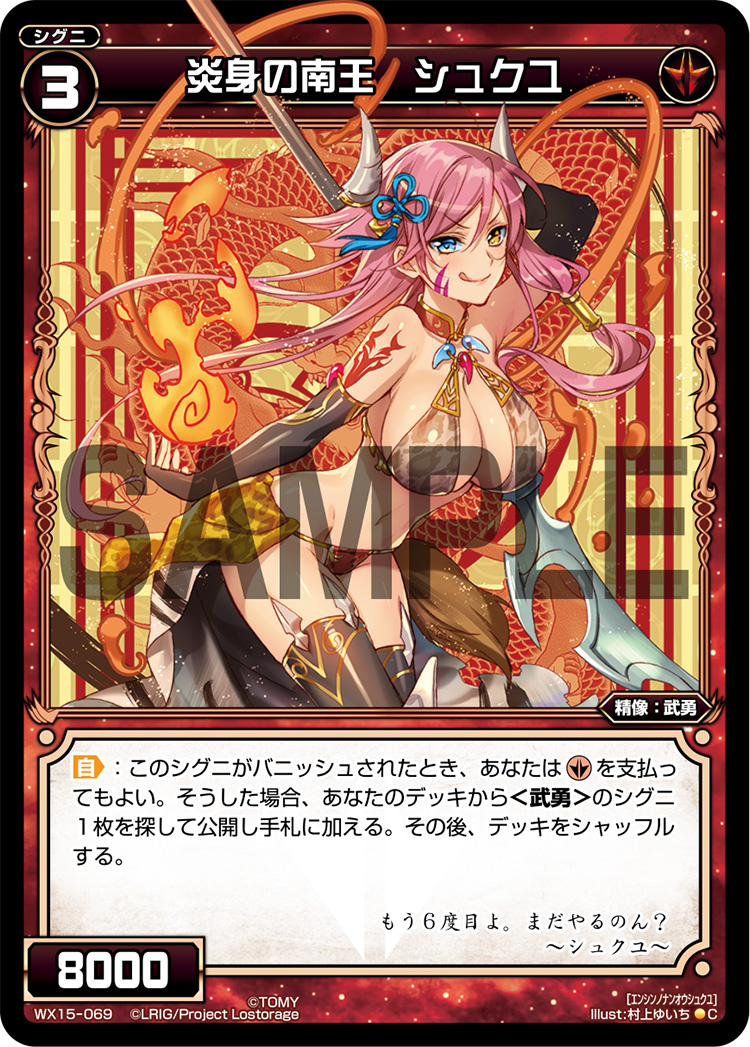 シグニ
3
炎身の南王　シュクユ
SAMPLE
精像：武勇
自：このシグニがバニッシュされたとき、あなたは を支払っ
てもよい。そうした場合、あなたのデッキから＜武勇＞のシグニ
１枚を探して公開し手札に加える。その後、デッキをシャッフル
する。
もう６度目よ。まだやるのん？
～シュクユ～
8000
©TOMY
[エンシンノナンオウシュクユ]
WX15-069 ©LRIG/Project Lostorage Illust:村上ゆいち C